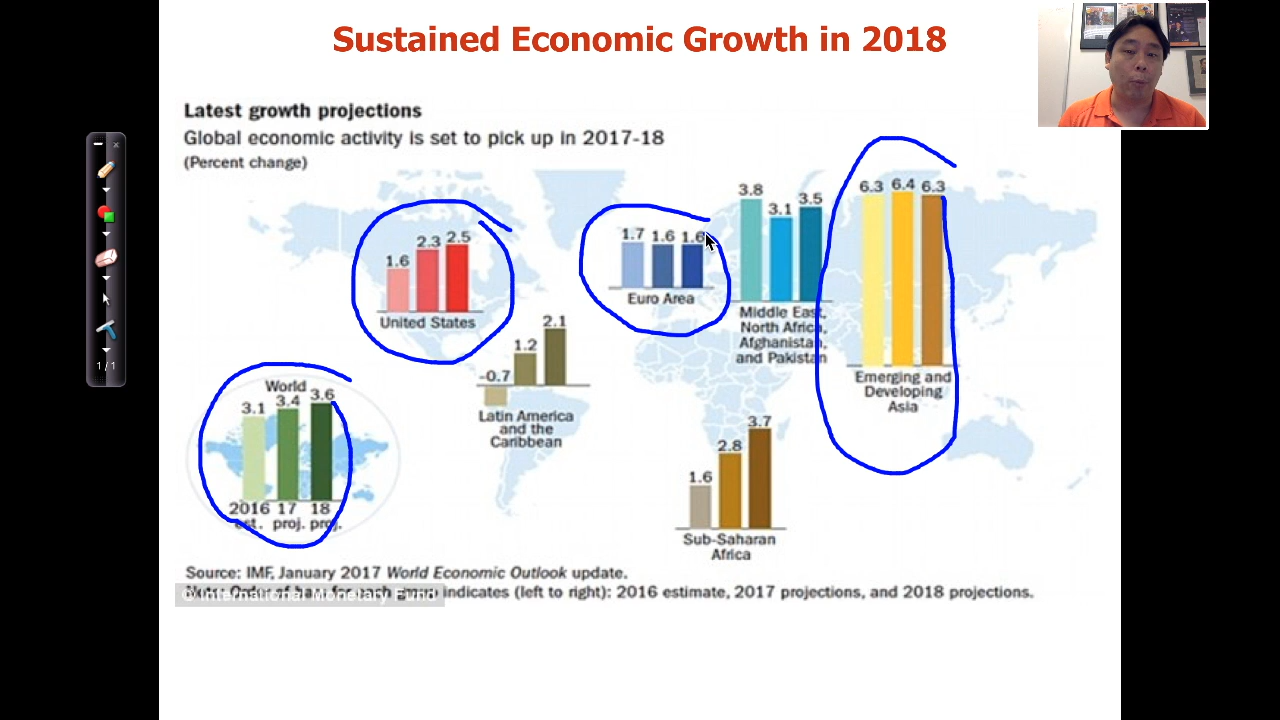 Sustained Economic Growth in 2018
Latest growth projections
Global economic activity is set to pick up in 2017-18
(Percent change)
6.3 6.4 6.3
3.8
3.1
3.5
1.7 1.6 1.6
Euro Area
1.6
2.3 2.5
United States
Middle East,
North Africa,
Afghanistan,
and Pakistan
Emerging and
Developing
Asia
-0.7
1.2
2.1
Latin America
and the
Caribbean
World
3.1
3.4
3.6
2016 17 18
est. proj. proj.
1.6
2.8
3.7
Sub-Saharan
Africa
1/1
Source: IMF, January 2017 World Economic Outlook update.
© International Monetary Fund
indicates (left to right): 2016 estimate, 2017 projections, and 2018 projections.